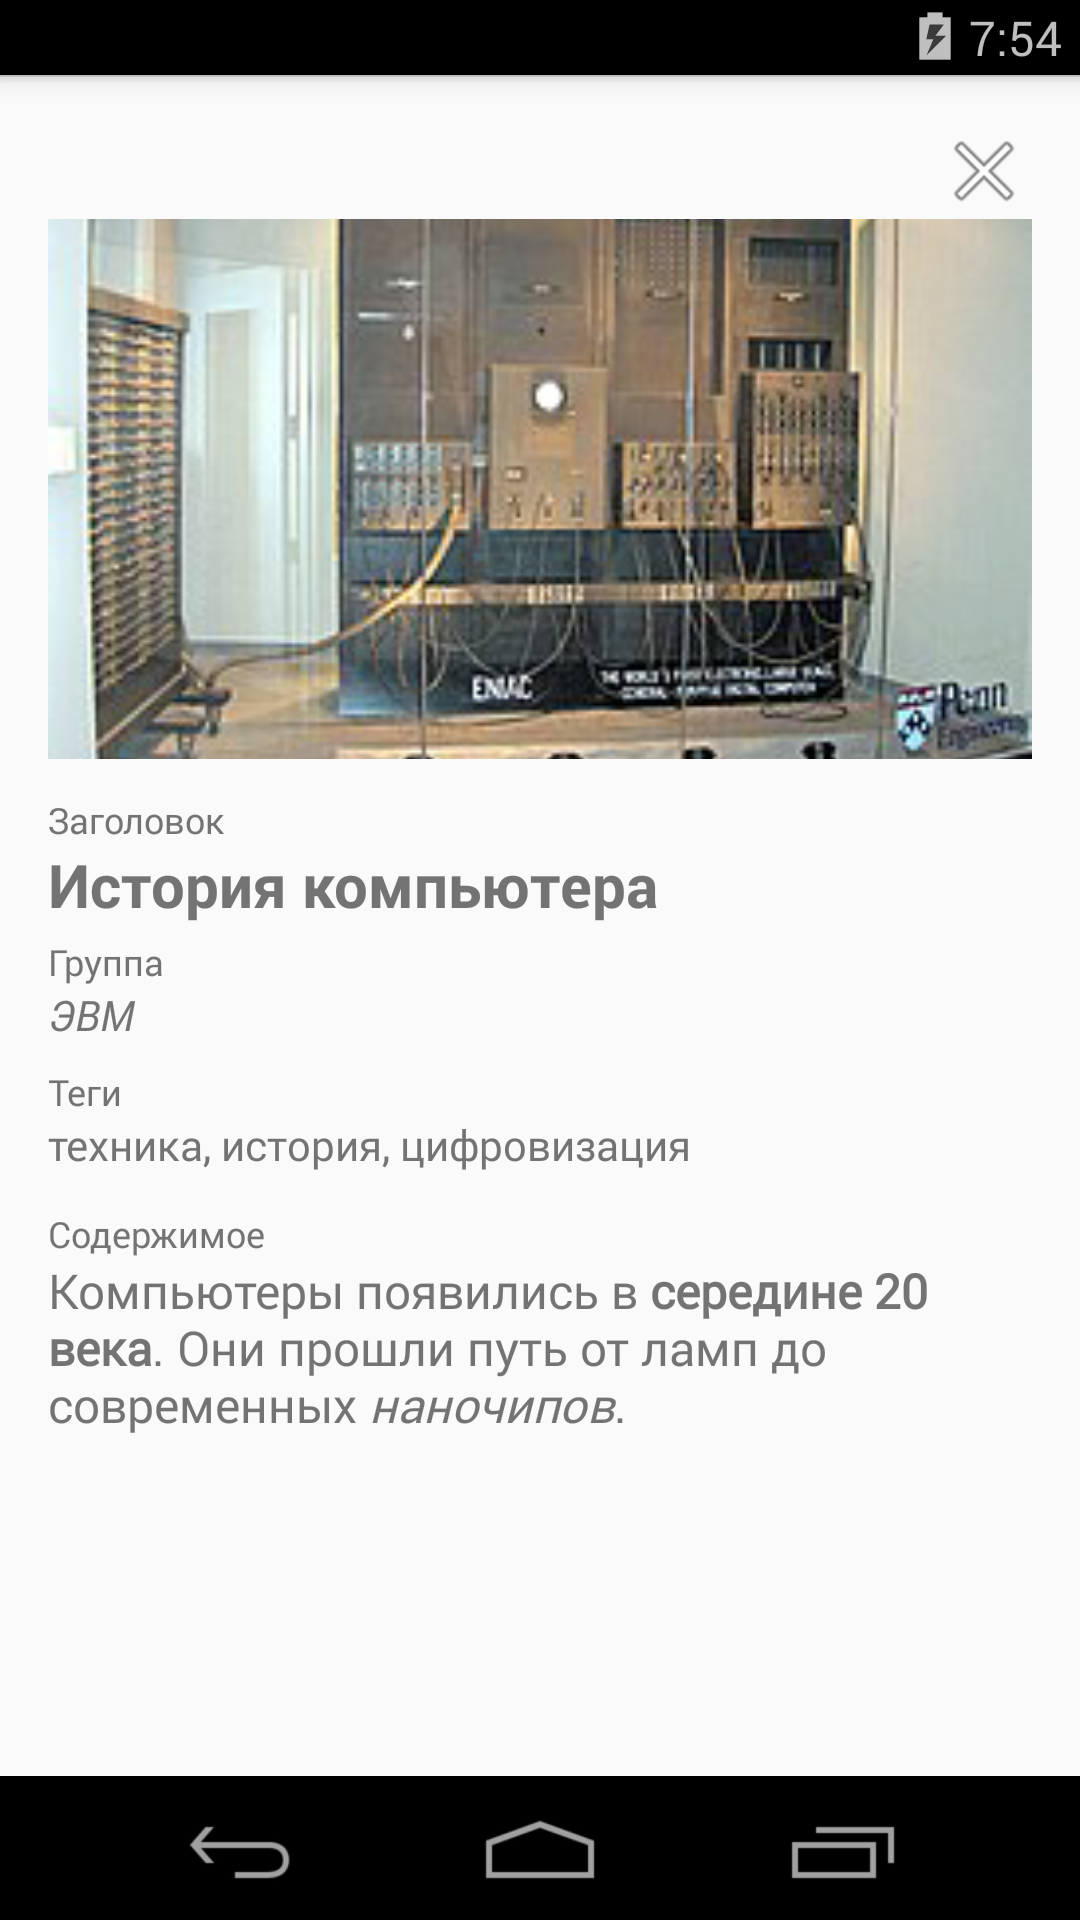 7:54
ENIAC
THE WORLD'S FIRST ELECTRONIC, LARGE SCALE,
GENERAL-PURPOSE DIGITAL COMPUTER
Penn
Engineering
Заголовок
История компьютера
Группа
ЭВМ
Теги
техника, история, цифровизация
Содержимое
Компьютеры появились в середине 20
века. Они прошли путь от ламп до
современных наночипов.